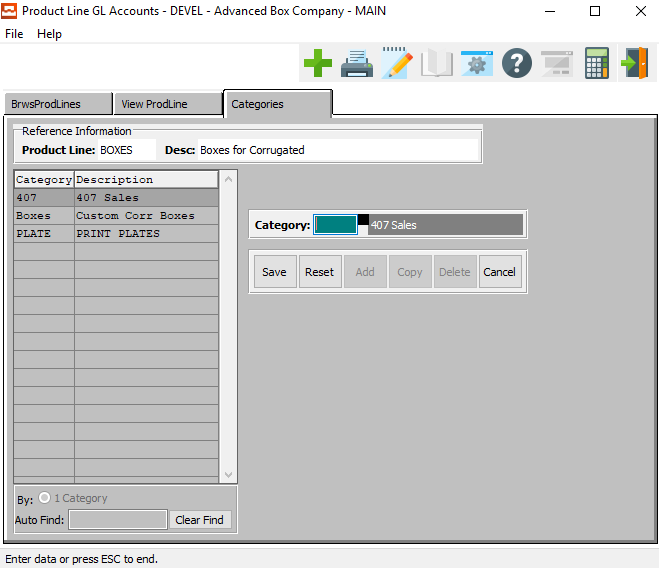 Product Line GL Accounts - DEVEL - Advanced Box Company - MAIN
File Help
BrwsProdLines View ProdLine Categories
Reference Information
Product Line: BOXES Desc: Boxes for Corrugated
Category Description
407 407 Sales
Boxes Custom Corr Boxes
PLATE PRINT PLATES
Category: 407 Sales
Save Reset Add Copy Delete Cancel
By: 1 Category
Auto Find: Clear Find
Enter data or press ESC to end.